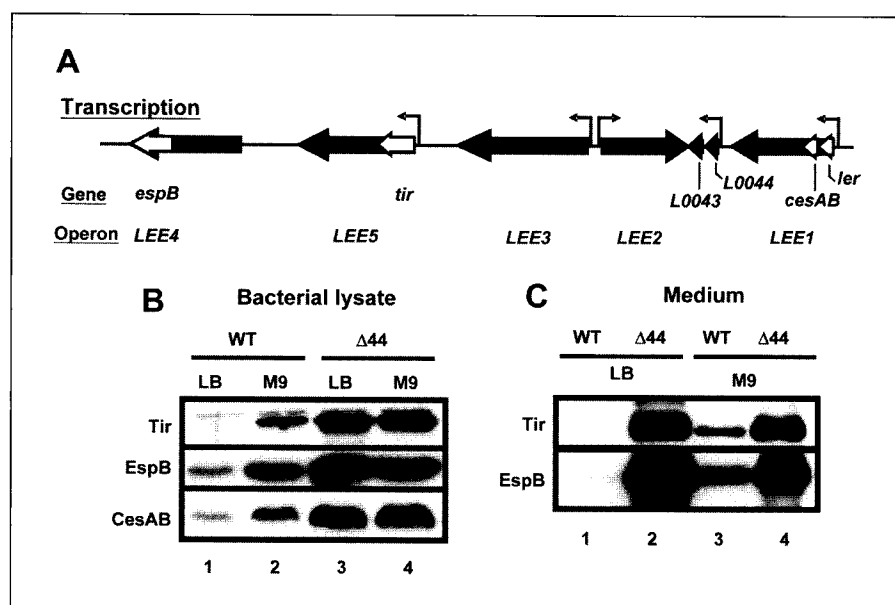 A
Transcription
L0043
L0044
cesAB
ler
Gene espB tir
Operon LEE4 LEE5 LEE3 LEE2 LEE1
B Bacterial lysate
WT Δ44
LB M9 LB M9
Tir
EspB
CesAB
1 2 3 4
C Medium
WT Δ44 WT Δ44
LB M9
Tir
EspB
1 2 3 4